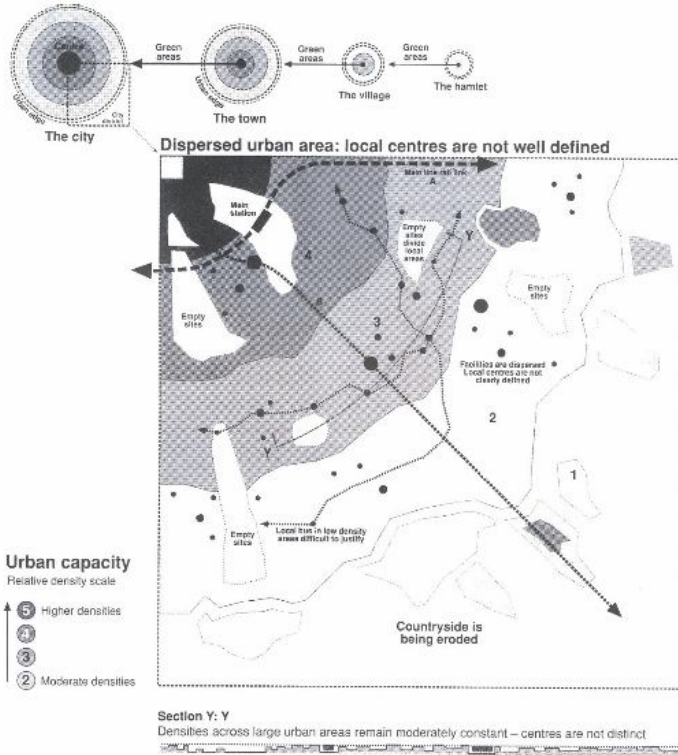 Centre
Green
areas
Green
areas
Green
areas
Urban edge
City
district
Urban edge
The city
The town
The village
The hamlet
Dispersed urban area: local centres are not well defined
Main line rail link
A
Main
station
4
Empty
sites
divide
local
areas
Y
Empty
sites
Empty
sites
3
Facilities are dispersed
Local centres are not
clearly defined
2
Y
1
Empty
sites
Local bus in low density
areas difficult to justify
Urban capacity
Relative density scale
5 Higher densities
4
3
2 Moderate densities
Countryside is
being eroded
Section Y: Y
Densities across large urban areas remain moderately constant – centres are not distinct